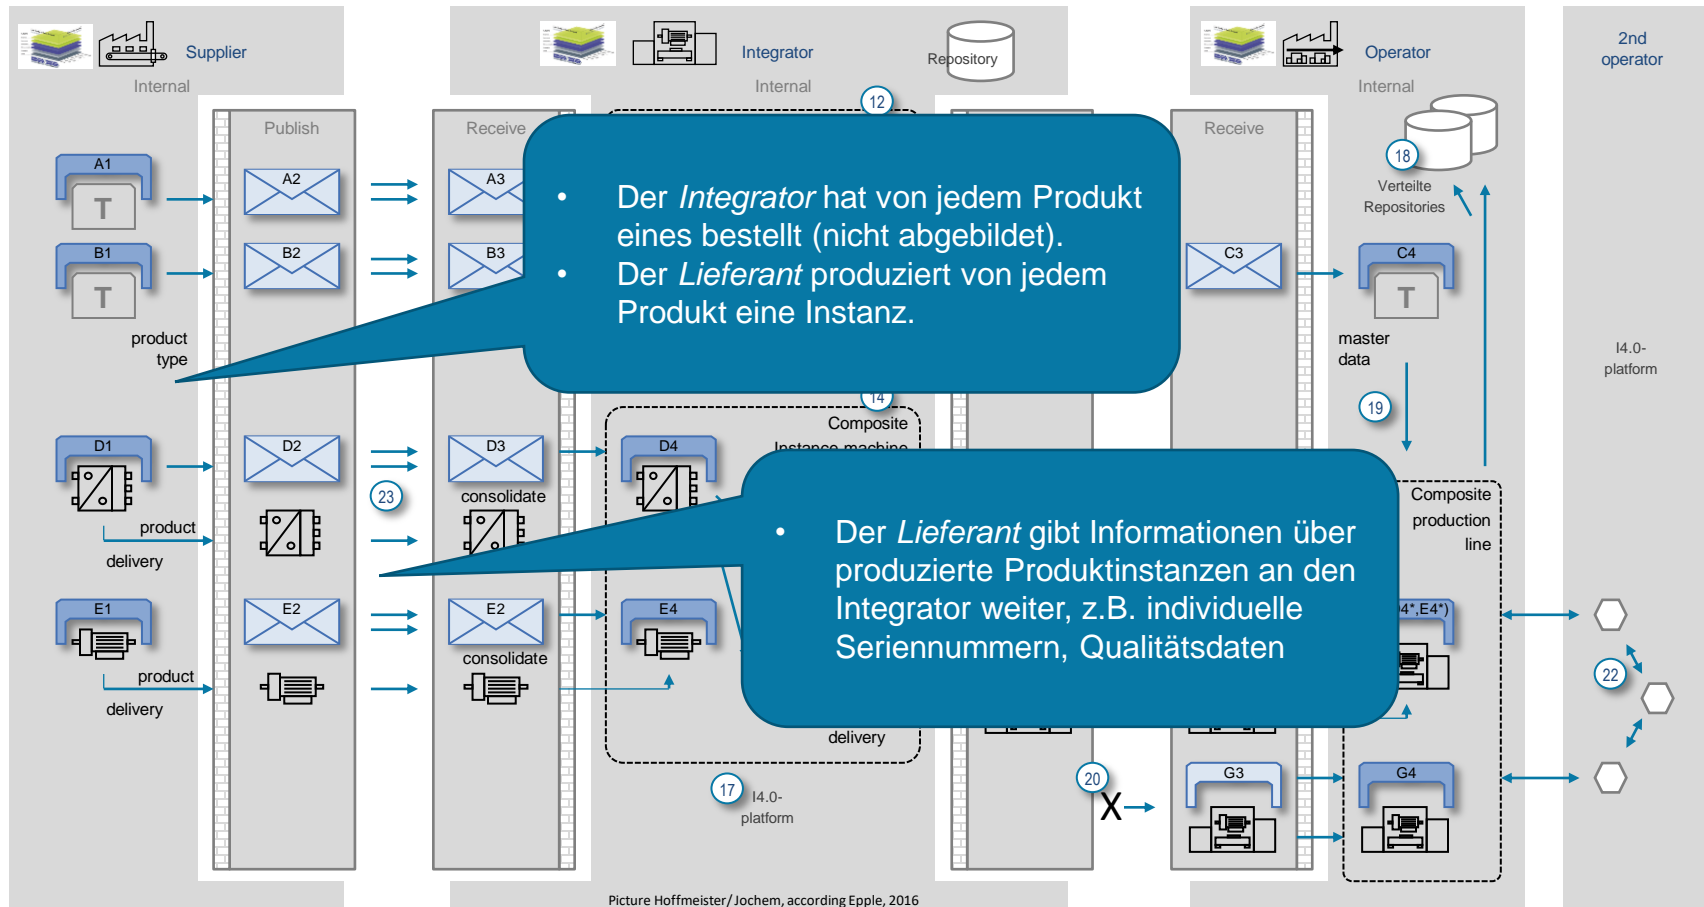 Supplier
Integrator
Repository
Operator
2nd
operator
Internal
Internal
Internal
12
Publish
Receive
Receive
18
Verteilte
Repositories
A1
T
A2
A3
B1
T
B2
B3
C3
C4
T
• Der Integrator hat von jedem Produkt
eines bestellt (nicht abgebildet).
• Der Lieferant produziert von jedem
Produkt eine Instanz.
product
type
master
data
I4.0-
platform
14
19
Composite
Instance machine
D1
D2
D3
D4
23
consolidate
product
delivery
Composite
production
line
• Der Lieferant gibt Informationen über
produzierte Produktinstanzen an den
Integrator weiter, z.B. individuelle
Seriennummern, Qualitätsdaten
E1
E2
E2
E4
4*,E4*)
consolidate
product
delivery
22
delivery
17
I4.0-
platform
20
X
G3
G4
Picture Hoffmeister/Jochem, according Epple, 2016